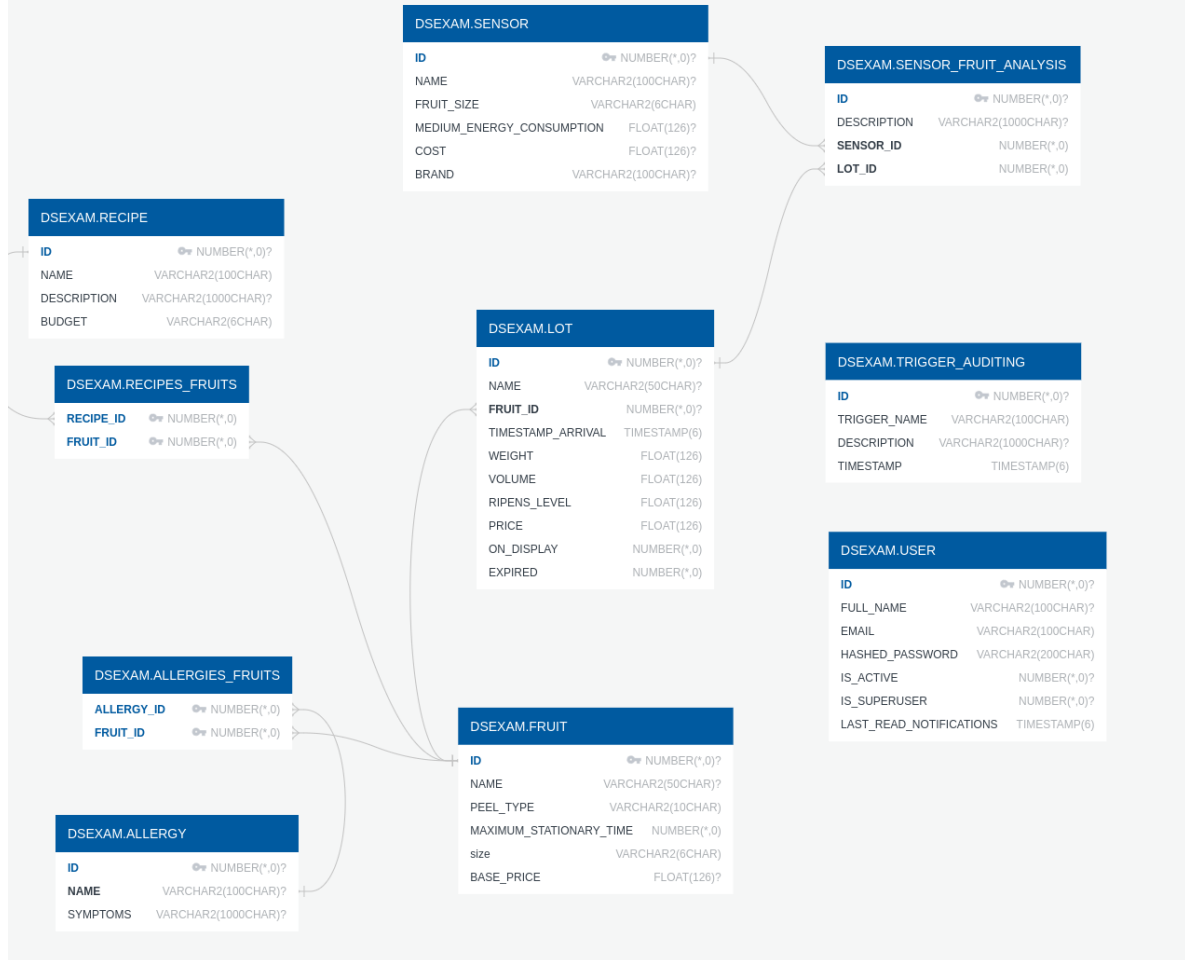 DSEXAM.SENSOR
ID NUMBER(*,0)?
NAME VARCHAR2(100CHAR)?
FRUIT_SIZE VARCHAR2(6CHAR)
MEDIUM_ENERGY_CONSUMPTION FLOAT(126)?
COST FLOAT(126)?
BRAND VARCHAR2(100CHAR)?
DSEXAM.SENSOR_FRUIT_ANALYSIS
ID NUMBER(*,0)?
DESCRIPTION VARCHAR2(1000CHAR)?
SENSOR_ID NUMBER(*,0)
LOT_ID NUMBER(*,0)
DSEXAM.RECIPE
ID NUMBER(*,0)?
NAME VARCHAR2(100CHAR)
DESCRIPTION VARCHAR2(1000CHAR)?
BUDGET VARCHAR2(6CHAR)
DSEXAM.LOT
ID NUMBER(*,0)?
NAME VARCHAR2(50CHAR)?
FRUIT_ID NUMBER(*,0)?
TIMESTAMP_ARRIVAL TIMESTAMP(6)
WEIGHT FLOAT(126)
VOLUME FLOAT(126)
RIPENS_LEVEL FLOAT(126)
PRICE FLOAT(126)
ON_DISPLAY NUMBER(*,0)
EXPIRED NUMBER(*,0)
DSEXAM.TRIGGER_AUDITING
ID NUMBER(*,0)?
TRIGGER_NAME VARCHAR2(100CHAR)
DESCRIPTION VARCHAR2(1000CHAR)?
TIMESTAMP TIMESTAMP(6)
DSEXAM.RECIPES_FRUITS
RECIPE_ID NUMBER(*,0)
FRUIT_ID NUMBER(*,0)
DSEXAM.USER
ID NUMBER(*,0)?
FULL_NAME VARCHAR2(100CHAR)?
EMAIL VARCHAR2(100CHAR)
HASHED_PASSWORD VARCHAR2(200CHAR)
IS_ACTIVE NUMBER(*,0)?
IS_SUPERUSER NUMBER(*,0)?
LAST_READ_NOTIFICATIONS TIMESTAMP(6)
DSEXAM.ALLERGIES_FRUITS
ALLERGY_ID NUMBER(*,0)
FRUIT_ID NUMBER(*,0)
DSEXAM.FRUIT
ID NUMBER(*,0)?
NAME VARCHAR2(50CHAR)?
PEEL_TYPE VARCHAR2(10CHAR)
MAXIMUM_STATIONARY_TIME NUMBER(*,0)
size VARCHAR2(6CHAR)
BASE_PRICE FLOAT(126)?
DSEXAM.ALLERGY
ID NUMBER(*,0)?
NAME VARCHAR2(100CHAR)?
SYMPTOMS VARCHAR2(1000CHAR)?